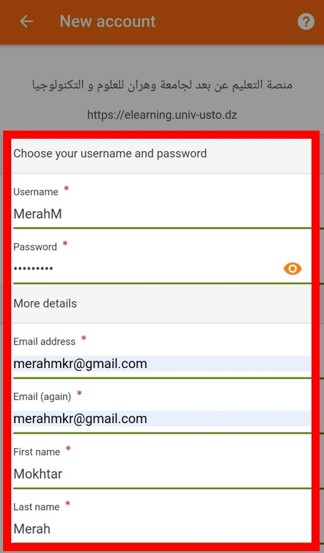 New account
منصة التعليم عن بعد لجامعة وهران للعلوم و التكنولوجيا
https://elearning.univ-usto.dz
Choose your username and password
Username *
MerahM
Password *
•••••••••
More details
Email address *
merahmkr@gmail.com
Email (again) *
merahmkr@gmail.com
First name *
Mokhtar
Last name *
Merah